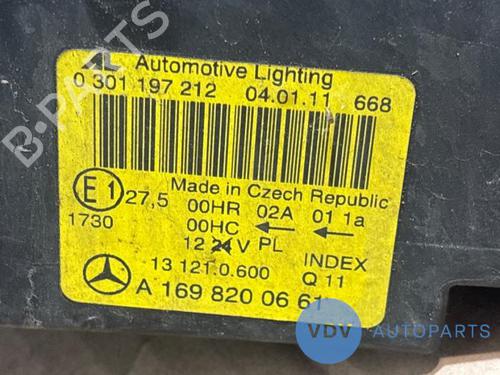 AL Automotive Lighting
0 301 197 212 04.01.11 668
E1 27,5 Made in Czech Republic
1730 00HR 02A 01 1a
00HC ← ←
12 24 V PL INDEX
13 121.0.600 Q 11
A 169 820 06 61
B-PARTS
VDV AUTOPARTS